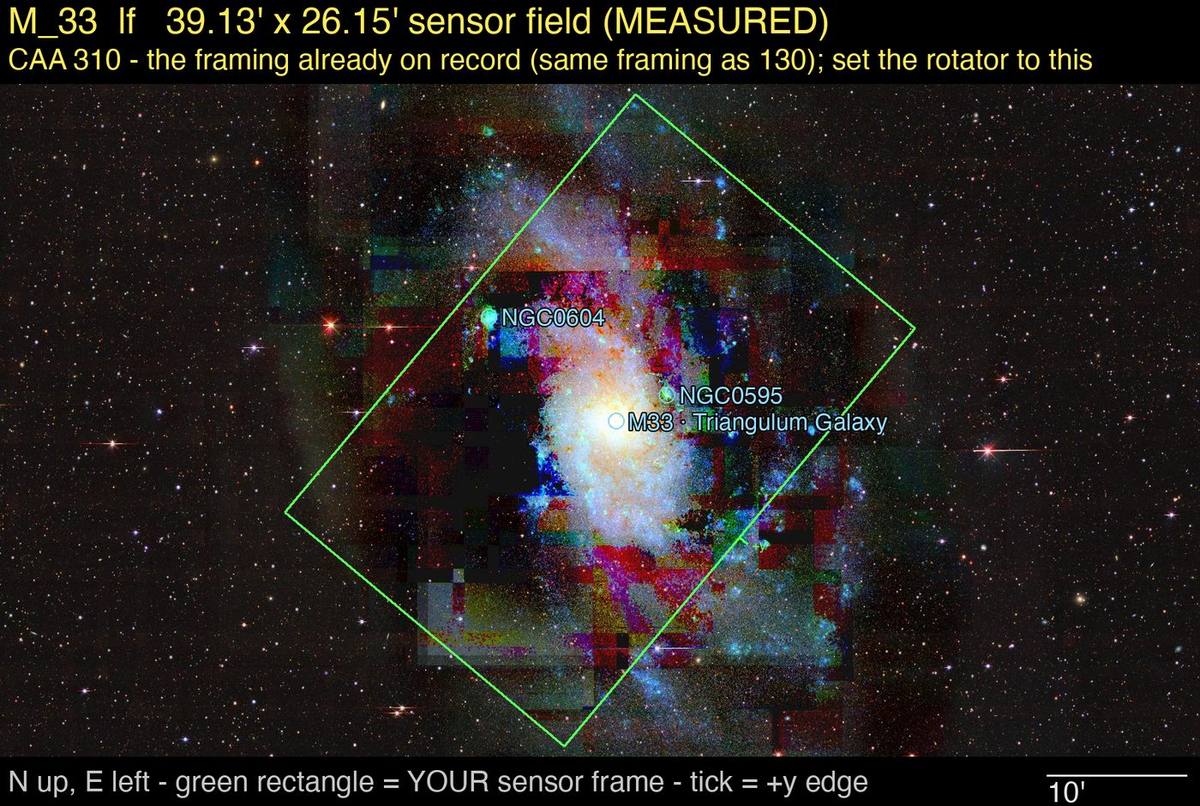 M_33 lf 39.13' x 26.15' sensor field (MEASURED)
CAA 310 - the framing already on record (same framing as 130); set the rotator to this
NGC0604
NGC0595
M33 · Triangulum Galaxy
N up, E left - green rectangle = YOUR sensor frame - tick = +y edge
10'